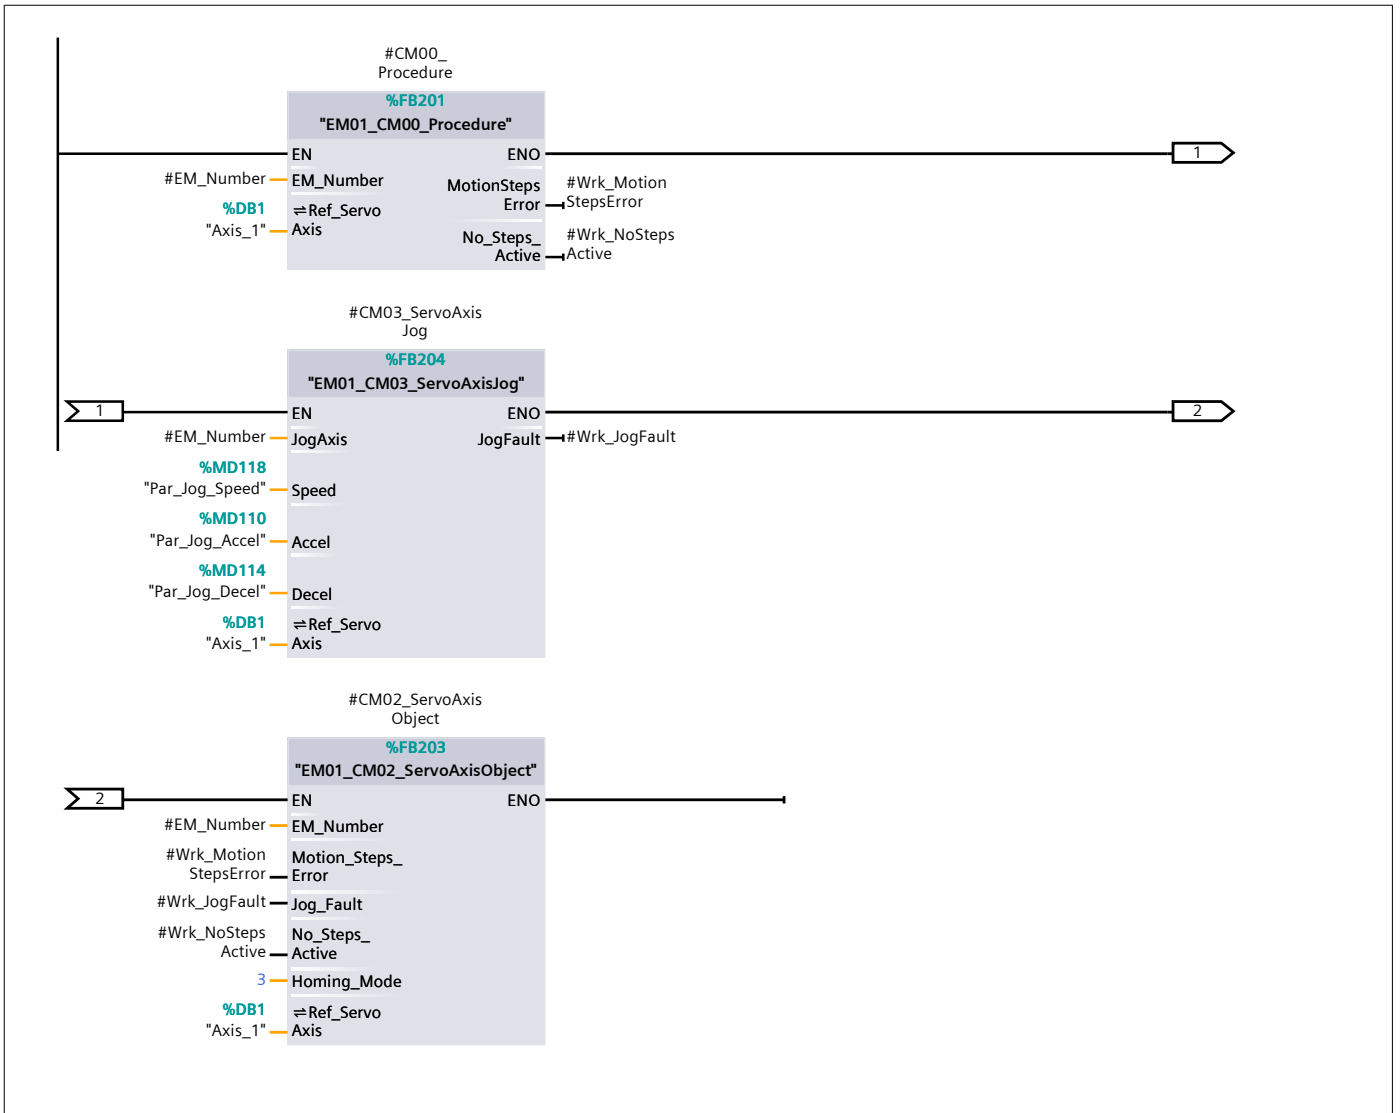 #CM00_
Procedure
%FB201
"EM01_CM00_Procedure"
EN ENO
1
#EM_Number EM_Number
MotionSteps
Error
#Wrk_Motion
StepsError
%DB1
"Axis_1"
⇌Ref_Servo
Axis
No_Steps_
Active
#Wrk_NoSteps
Active
#CM03_ServoAxis
Jog
%FB204
"EM01_CM03_ServoAxisJog"
1
EN ENO
2
#EM_Number JogAxis JogFault #Wrk_JogFault
%MD118
"Par_Jog_Speed" Speed
%MD110
"Par_Jog_Accel" Accel
%MD114
"Par_Jog_Decel" Decel
%DB1
"Axis_1"
⇌Ref_Servo
Axis
#CM02_ServoAxis
Object
%FB203
"EM01_CM02_ServoAxisObject"
2
EN ENO
#EM_Number EM_Number
#Wrk_Motion
StepsError
Motion_Steps_
Error
#Wrk_JogFault Jog_Fault
#Wrk_NoSteps
Active
No_Steps_
Active
3 Homing_Mode
%DB1
"Axis_1"
⇌Ref_Servo
Axis